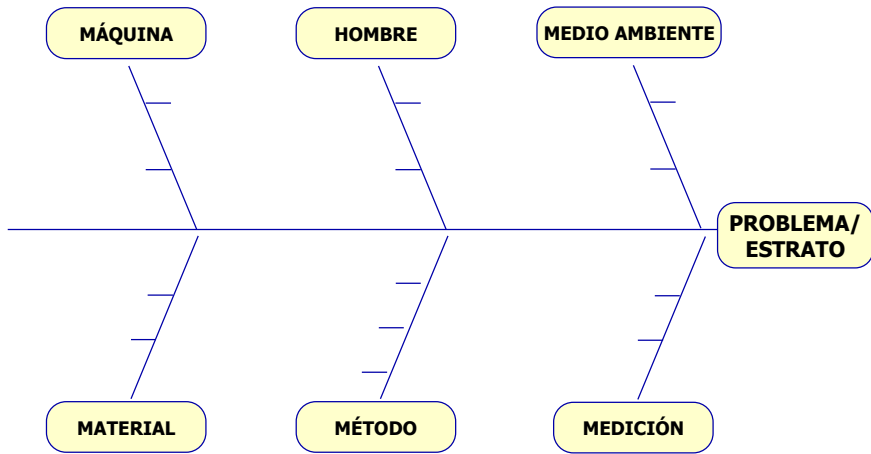 MÁQUINA
HOMBRE
MEDIO AMBIENTE
PROBLEMA/
ESTRATO
MATERIAL
MÉTODO
MEDICIÓN